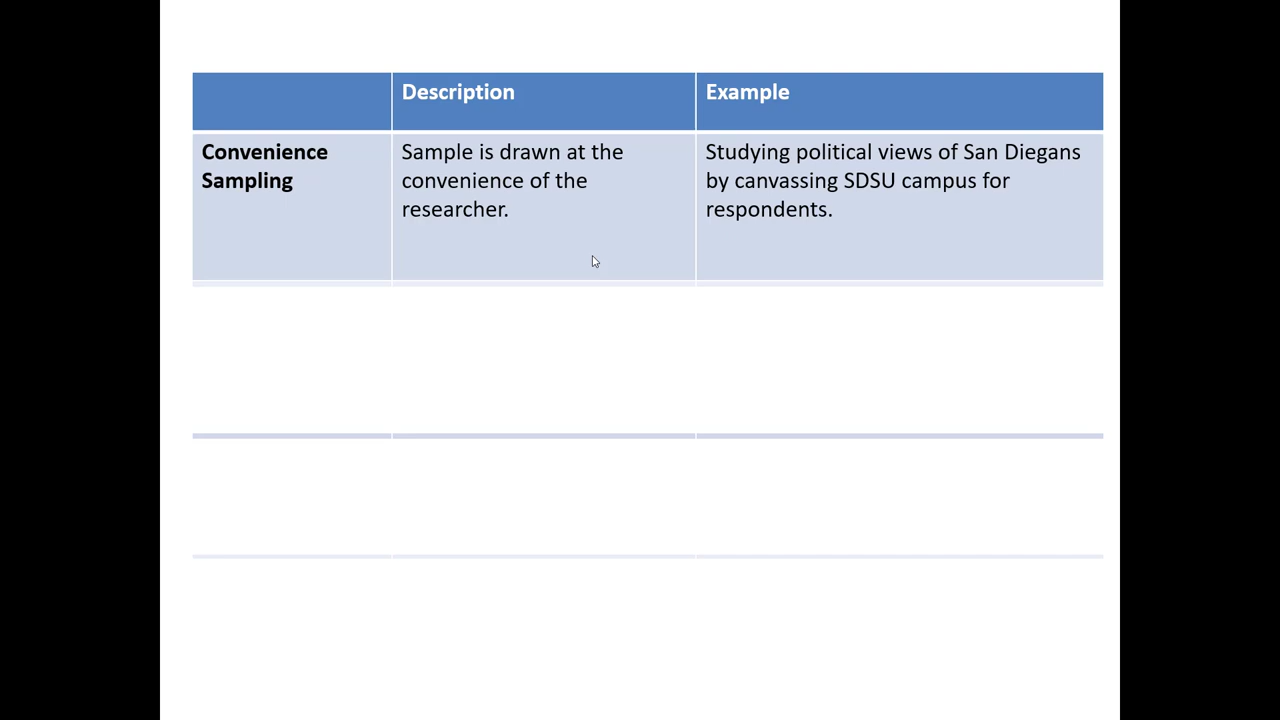 Description
Example
Convenience
Sampling
Sample is drawn at the
convenience of the
researcher.
Studying political views of San Diegans
by canvassing SDSU campus for
respondents.